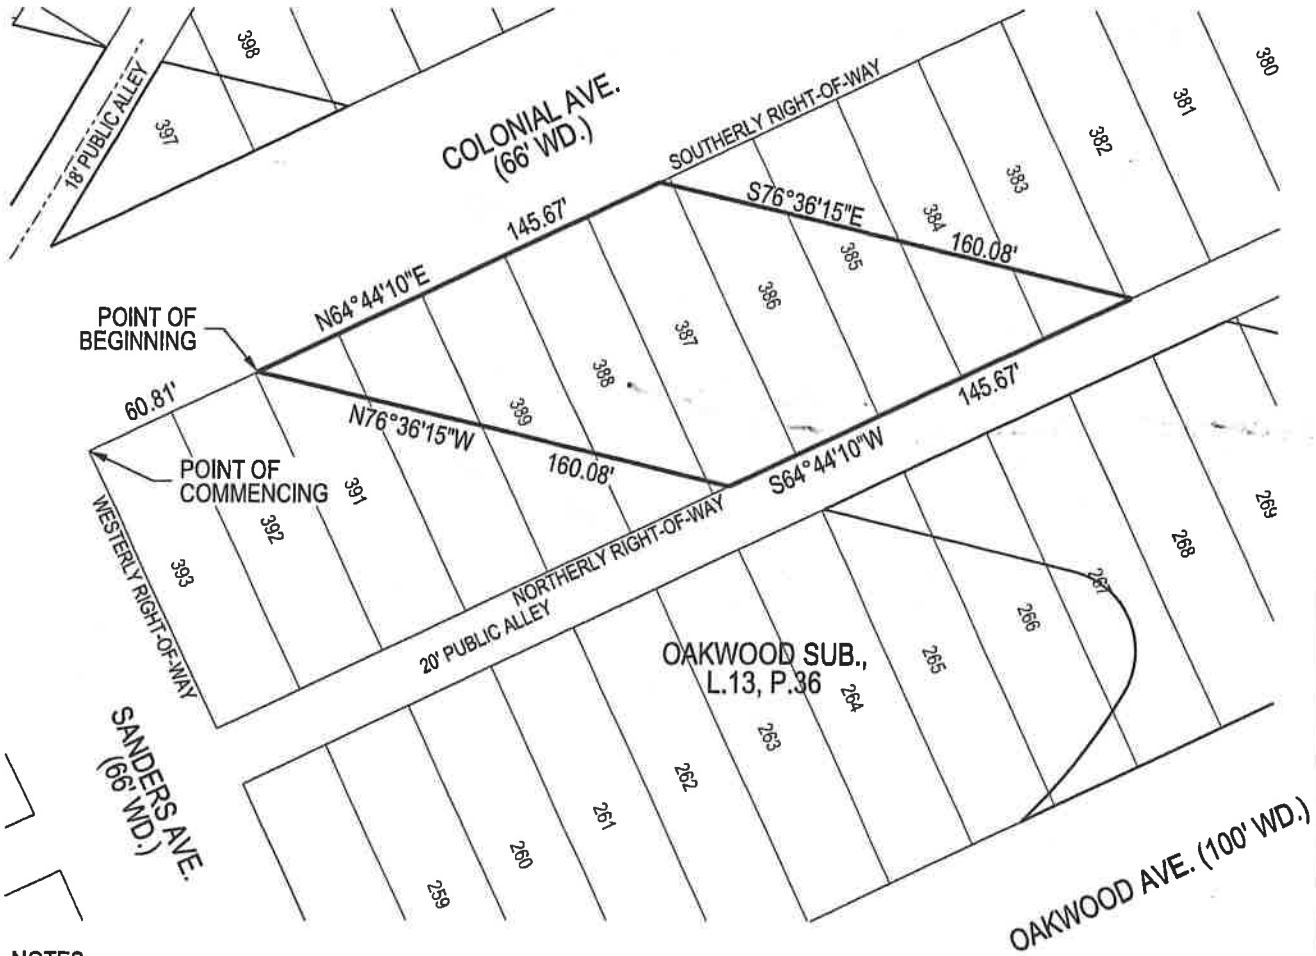 398
397
18' PUBLIC ALLEY
COLONIAL AVE.
(66' WD.)
SOUTHERLY RIGHT-OF-WAY
380
381
382
383
384
385
386
387
388
389
391
392
393
S76°36'15"E
160.08'
145.67'
N64°44'10"E
POINT OF
BEGINNING
60.81'
N76°36'15"W
160.08'
145.67'
S64°44'10"W
POINT OF
COMMENCING
WESTERLY RIGHT-OF-WAY
NORTHERLY RIGHT-OF-WAY
20' PUBLIC ALLEY
OAKWOOD SUB.,
L.13, P.36
SANDERS AVE.
(66' WD.)
259
260
261
262
263
264
265
266
267
268
269
OAKWOOD AVE. (100' WD.)
NOTES